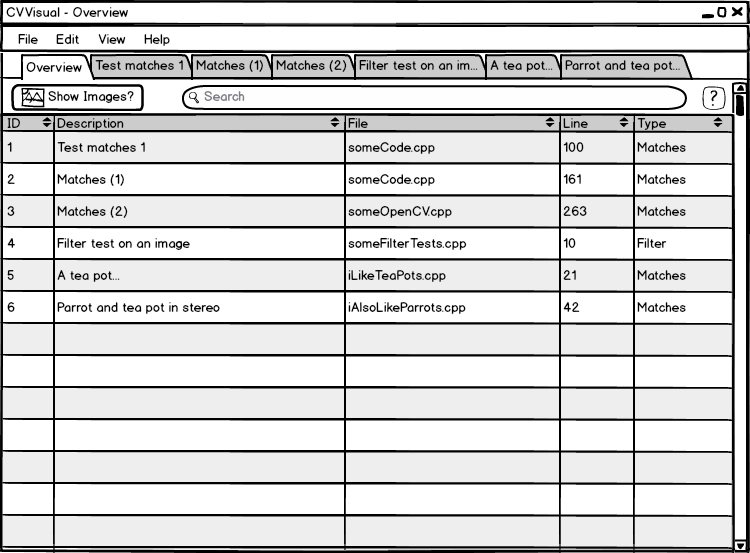 CVVisual - Overview
File Edit View Help
Overview Test matches 1 Matches (1) Matches (2) Filter test on an im... A tea pot... Parrot and tea pot...
Show Images? Search ?
ID Description File Line Type
1 Test matches 1 someCode.cpp 100 Matches
2 Matches (1) someCode.cpp 161 Matches
3 Matches (2) someOpenCV.cpp 263 Matches
4 Filter test on an image someFilterTests.cpp 10 Filter
5 A tea pot... iLikeTeaPots.cpp 21 Matches
6 Parrot and tea pot in stereo iAlsoLikeParrots.cpp 42 Matches